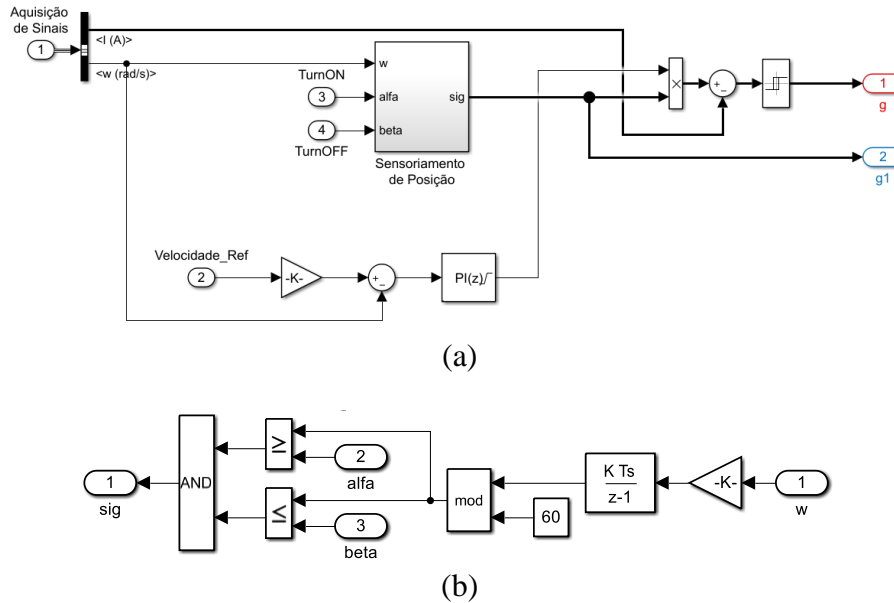 Aquisição
de Sinais
1
<I (A)>
<w (rad/s)>
TurnON
3
TurnOFF
4
w
alfa
beta
sig
Sensoriamento
de Posição
×
+
−
1
g
2
g1
Velocidade_Ref
2
-K-
+
−
PI(z)
(a)
1
sig
AND
≥
≤
2
alfa
3
beta
mod
60
K Ts
z-1
-K-
1
w
(b)